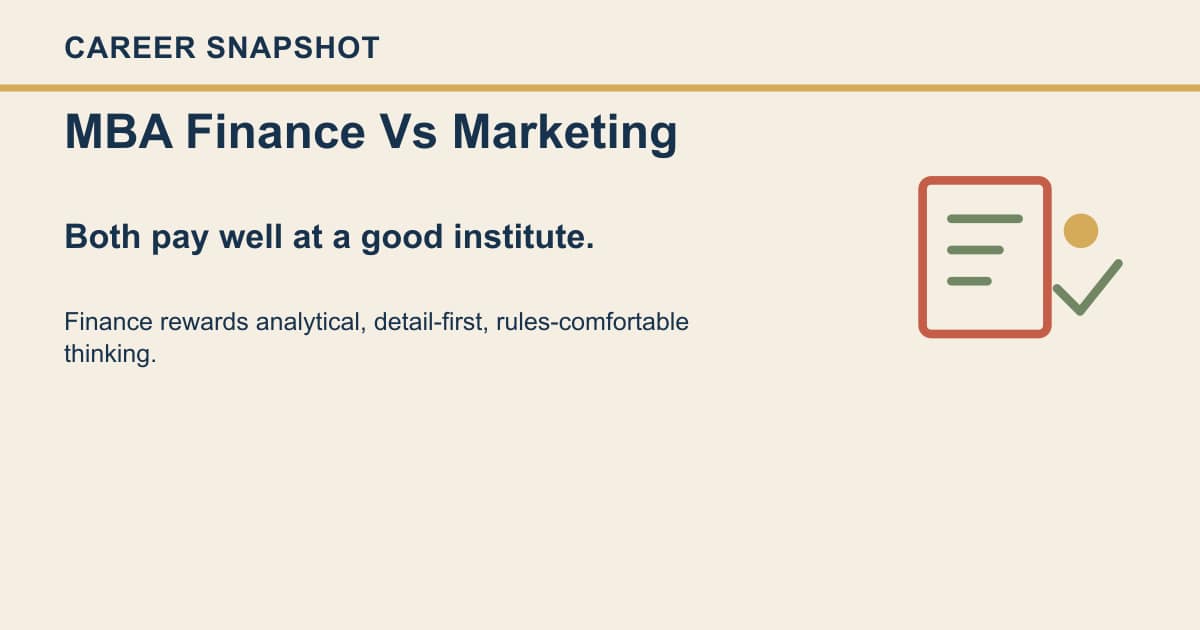 CAREER SNAPSHOT
MBA Finance Vs Marketing
Both pay well at a good institute.
Finance rewards analytical, detail-first, rules-comfortable
thinking.